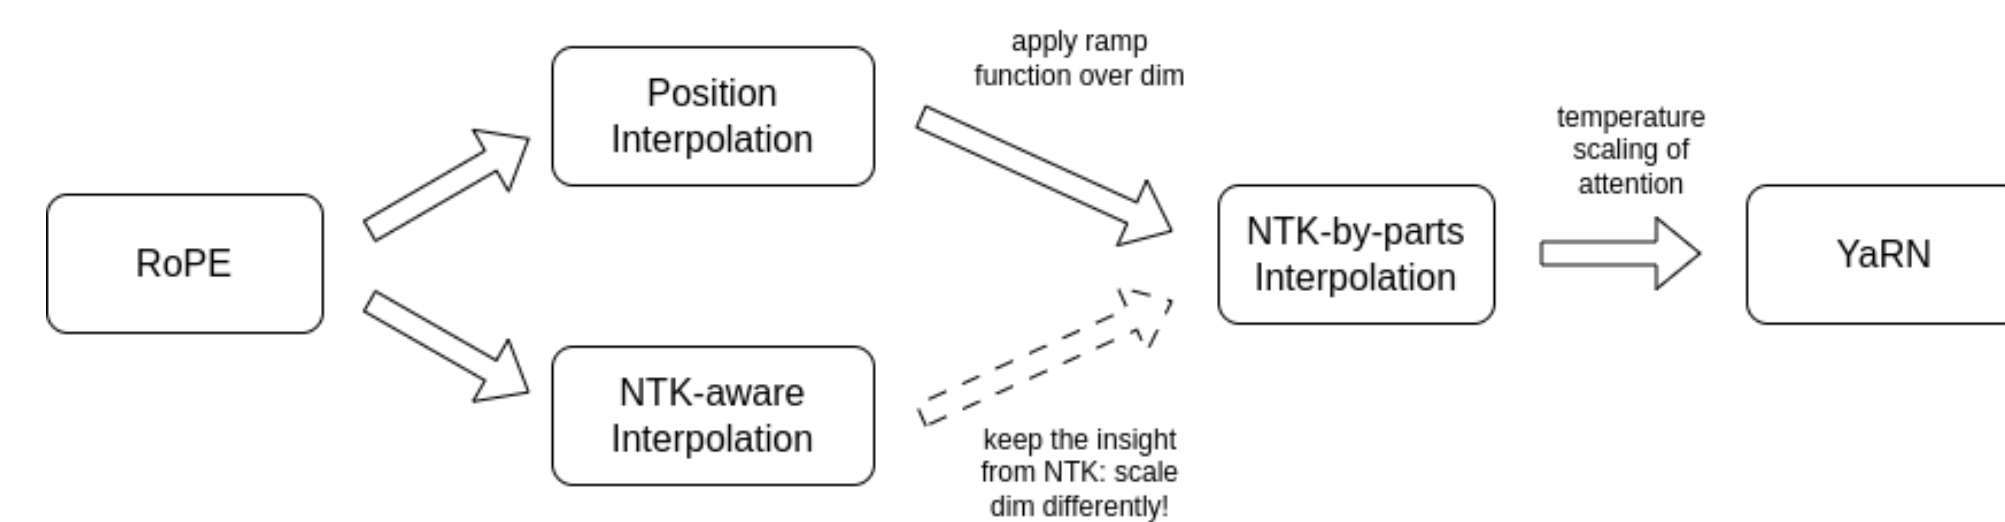 RoPE
Position
Interpolation
NTK-aware
Interpolation
apply ramp
function over dim
keep the insight
from NTK: scale
dim differently!
NTK-by-parts
Interpolation
temperature
scaling of
attention
YaRN